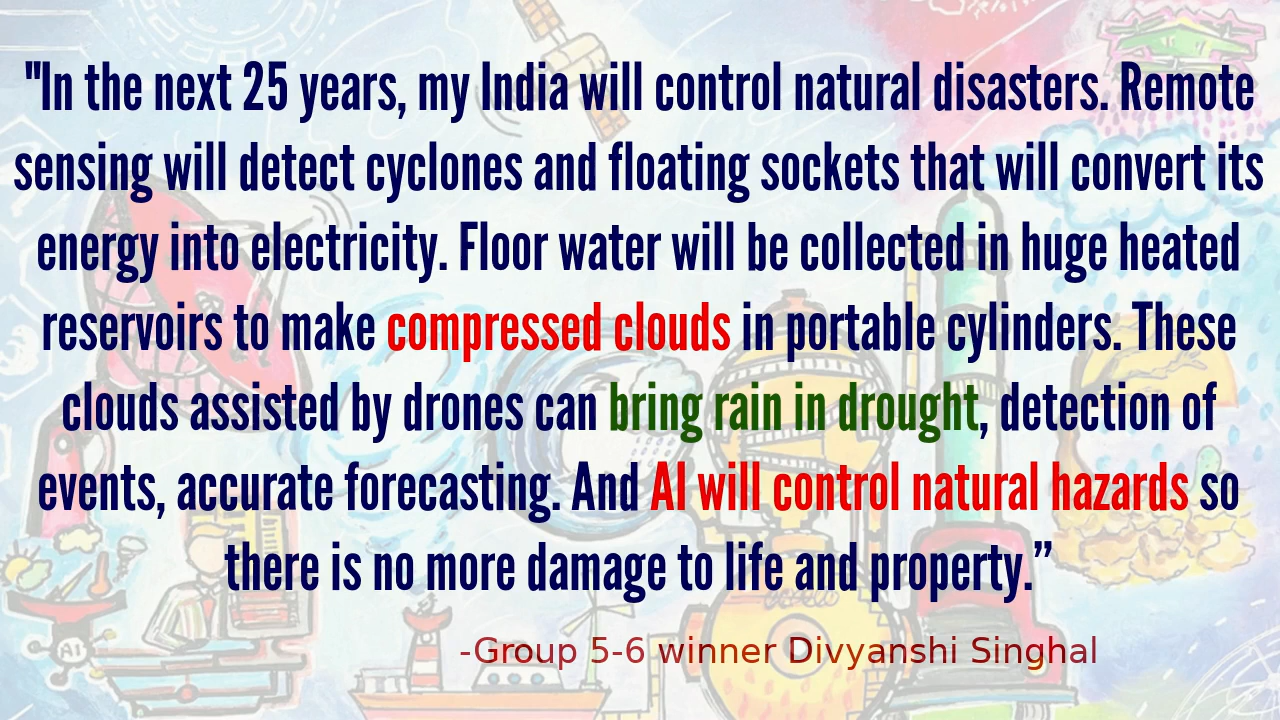 "In the next 25 years, my India will control natural disasters. Remote
sensing will detect cyclones and floating sockets that will convert its
energy into electricity. Floor water will be collected in huge heated
reservoirs to make compressed clouds in portable cylinders. These
clouds assisted by drones can bring rain in drought, detection of
events, accurate forecasting. And AI will control natural hazards so
there is no more damage to life and property.”
-Group 5-6 winner Divyanshi Singhal
AI